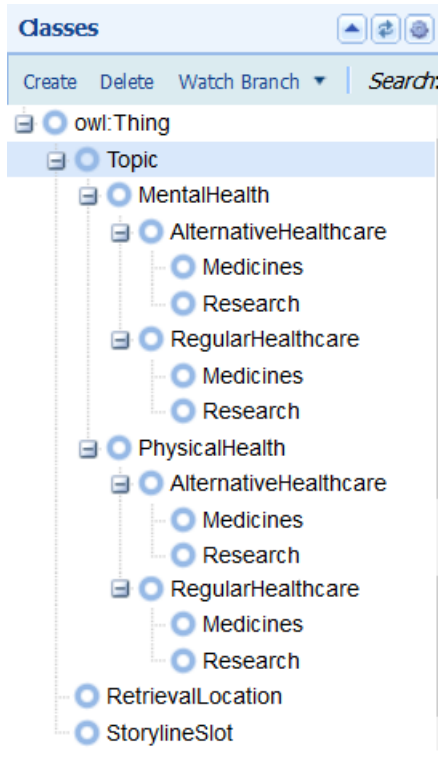 Classes
Create Delete Watch Branch Search:
owl:Thing
Topic
MentalHealth
AlternativeHealthcare
Medicines
Research
RegularHealthcare
Medicines
Research
PhysicalHealth
AlternativeHealthcare
Medicines
Research
RegularHealthcare
Medicines
Research
RetrievalLocation
StorylineSlot